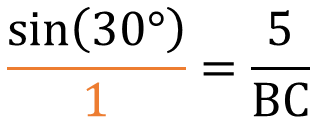 sin(30°)/1 = 5/BC